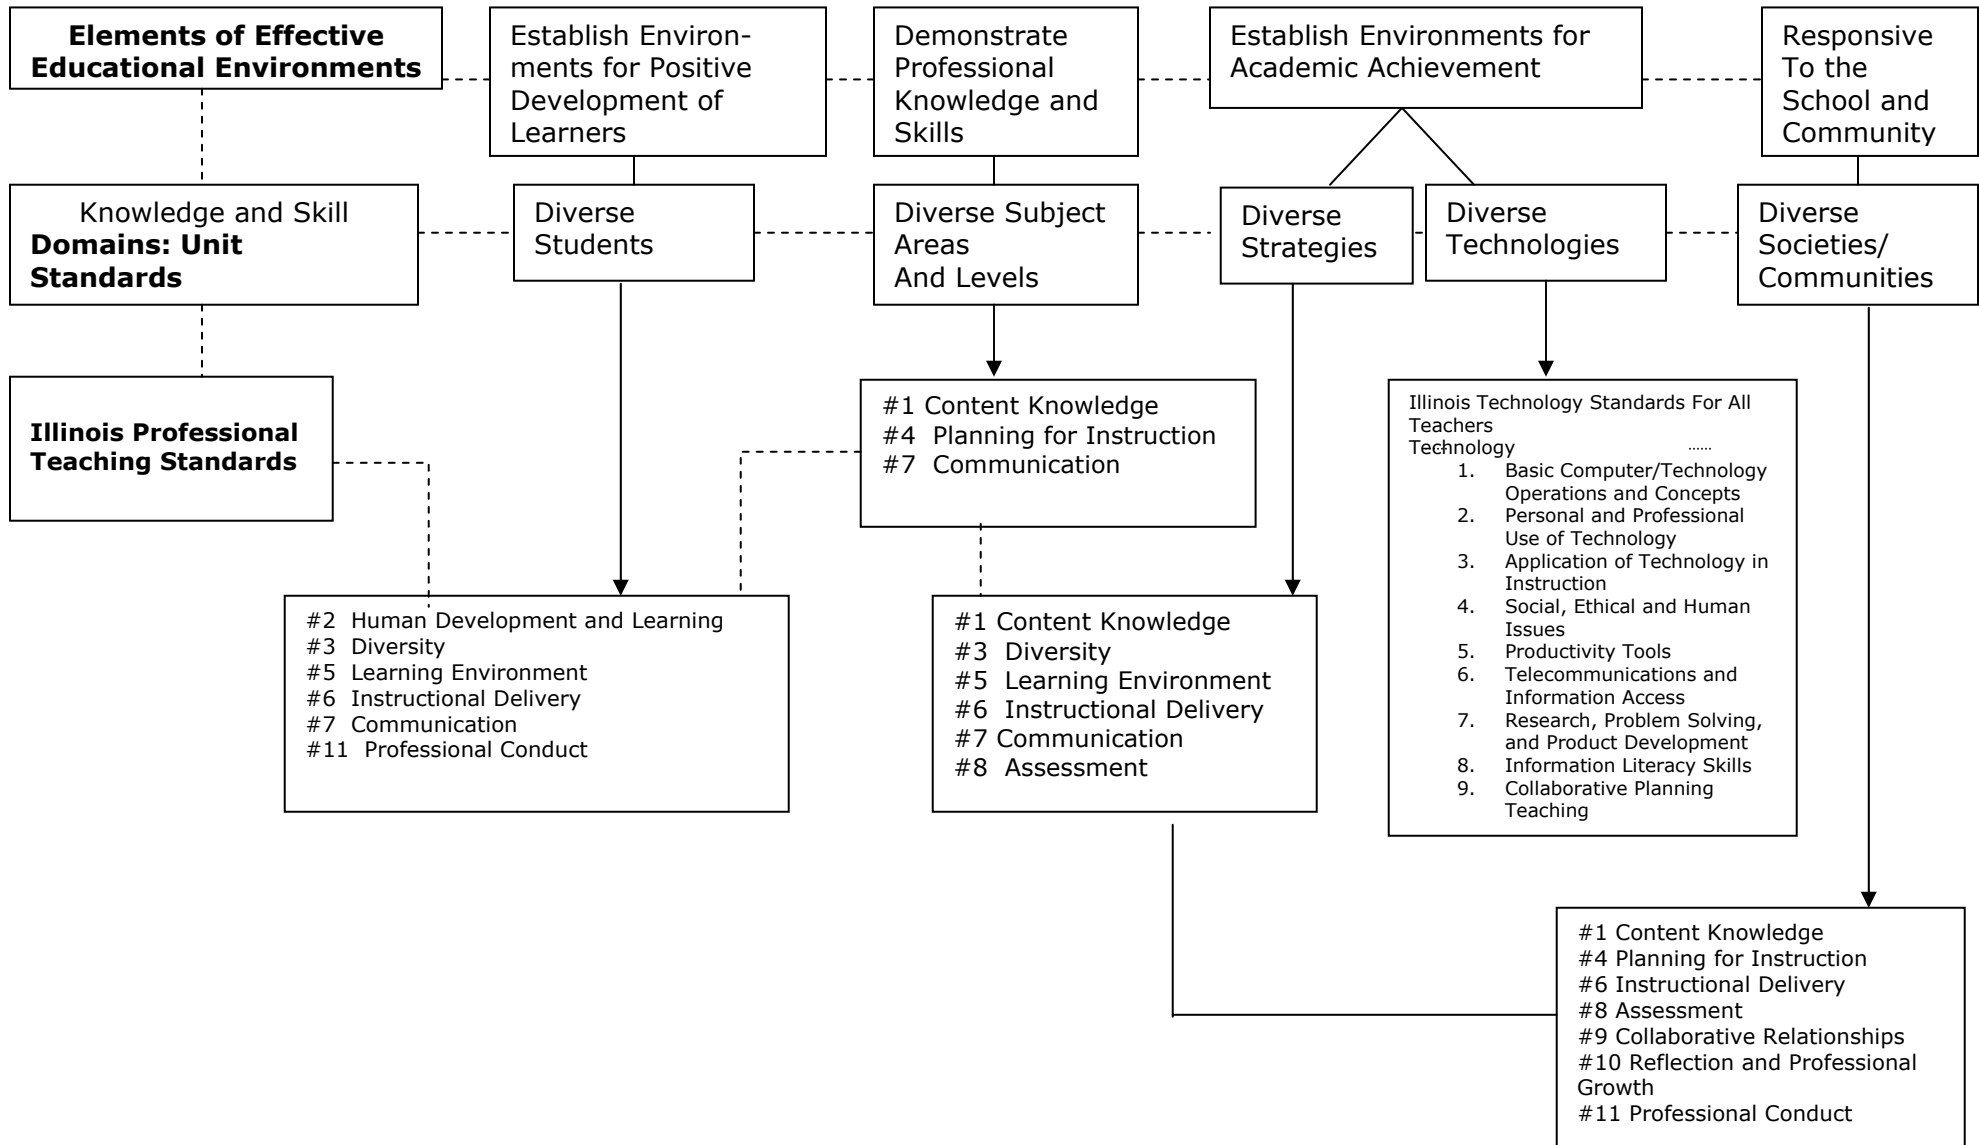 Elements of Effective
Educational Environments
Establish Environ-
ments for Positive
Development of
Learners
Demonstrate
Professional
Knowledge and
Skills
Establish Environments for
Academic Achievement
Responsive
To the
School and
Community
Knowledge and Skill
Domains: Unit
Standards
Diverse
Students
Diverse Subject
Areas
And Levels
Diverse
Strategies
Diverse
Technologies
Diverse
Societies/
Communities
Illinois Professional
Teaching Standards
#1 Content Knowledge
#4 Planning for Instruction
#7 Communication
Illinois Technology Standards For All
Teachers
Technology ......
1. Basic Computer/Technology
Operations and Concepts
2. Personal and Professional
Use of Technology
3. Application of Technology in
Instruction
4. Social, Ethical and Human
Issues
5. Productivity Tools
6. Telecommunications and
Information Access
7. Research, Problem Solving,
and Product Development
8. Information Literacy Skills
9. Collaborative Planning
Teaching
#2 Human Development and Learning
#3 Diversity
#5 Learning Environment
#6 Instructional Delivery
#7 Communication
#11 Professional Conduct
#1 Content Knowledge
#3 Diversity
#5 Learning Environment
#6 Instructional Delivery
#7 Communication
#8 Assessment
#1 Content Knowledge
#4 Planning for Instruction
#6 Instructional Delivery
#8 Assessment
#9 Collaborative Relationships
#10 Reflection and Professional
Growth
#11 Professional Conduct